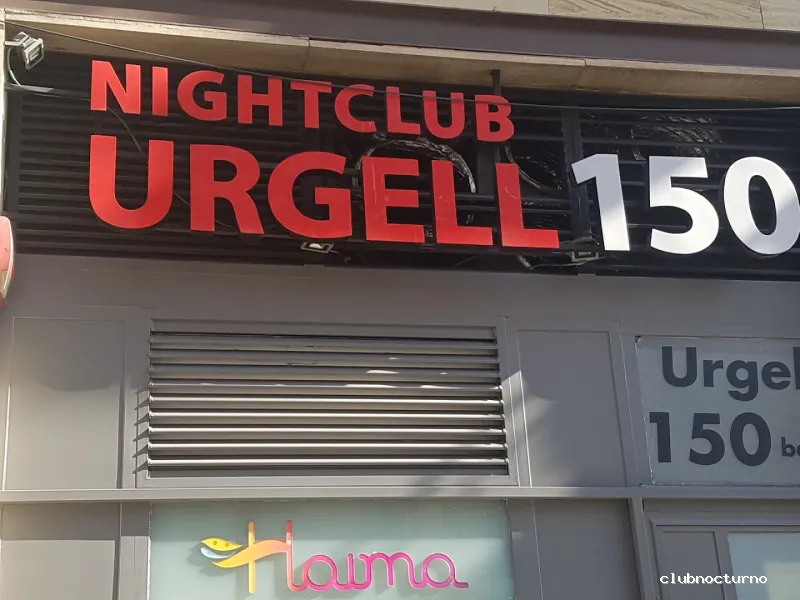 NIGHTCLUB
URGELL 150
Urgel
150
Haima
clubnocturno